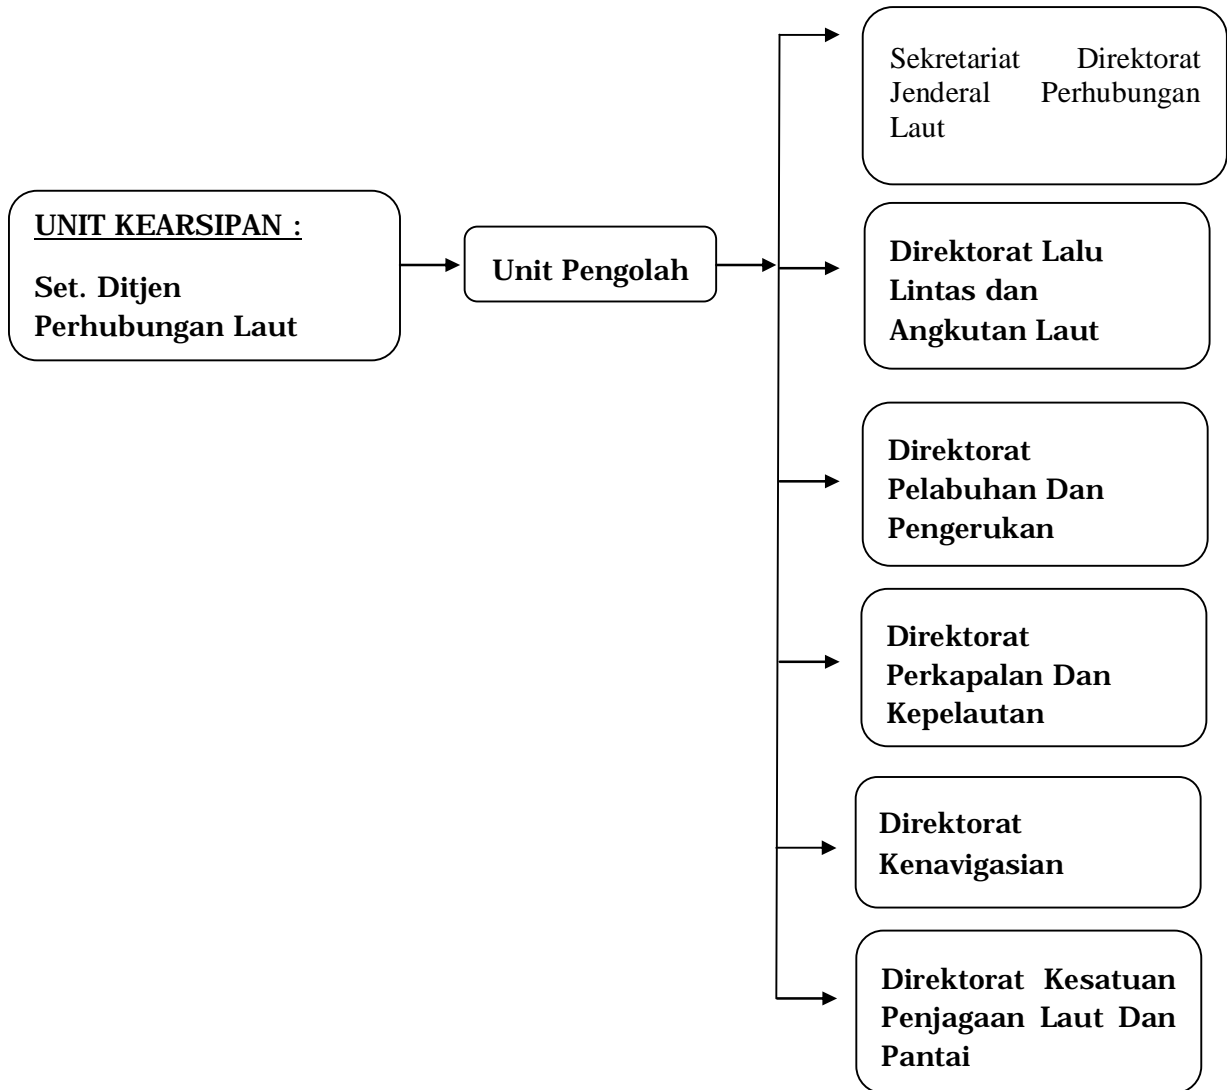 UNIT KEARSIPAN :
Set. Ditjen
Perhubungan Laut
Unit Pengolah
Sekretariat Direktorat
Jenderal Perhubungan
Laut
Direktorat Lalu
Lintas dan
Angkutan Laut
Direktorat
Pelabuhan Dan
Pengerukan
Direktorat
Perkapalan Dan
Kepelautan
Direktorat
Kenavigasian
Direktorat Kesatuan
Penjagaan Laut Dan
Pantai